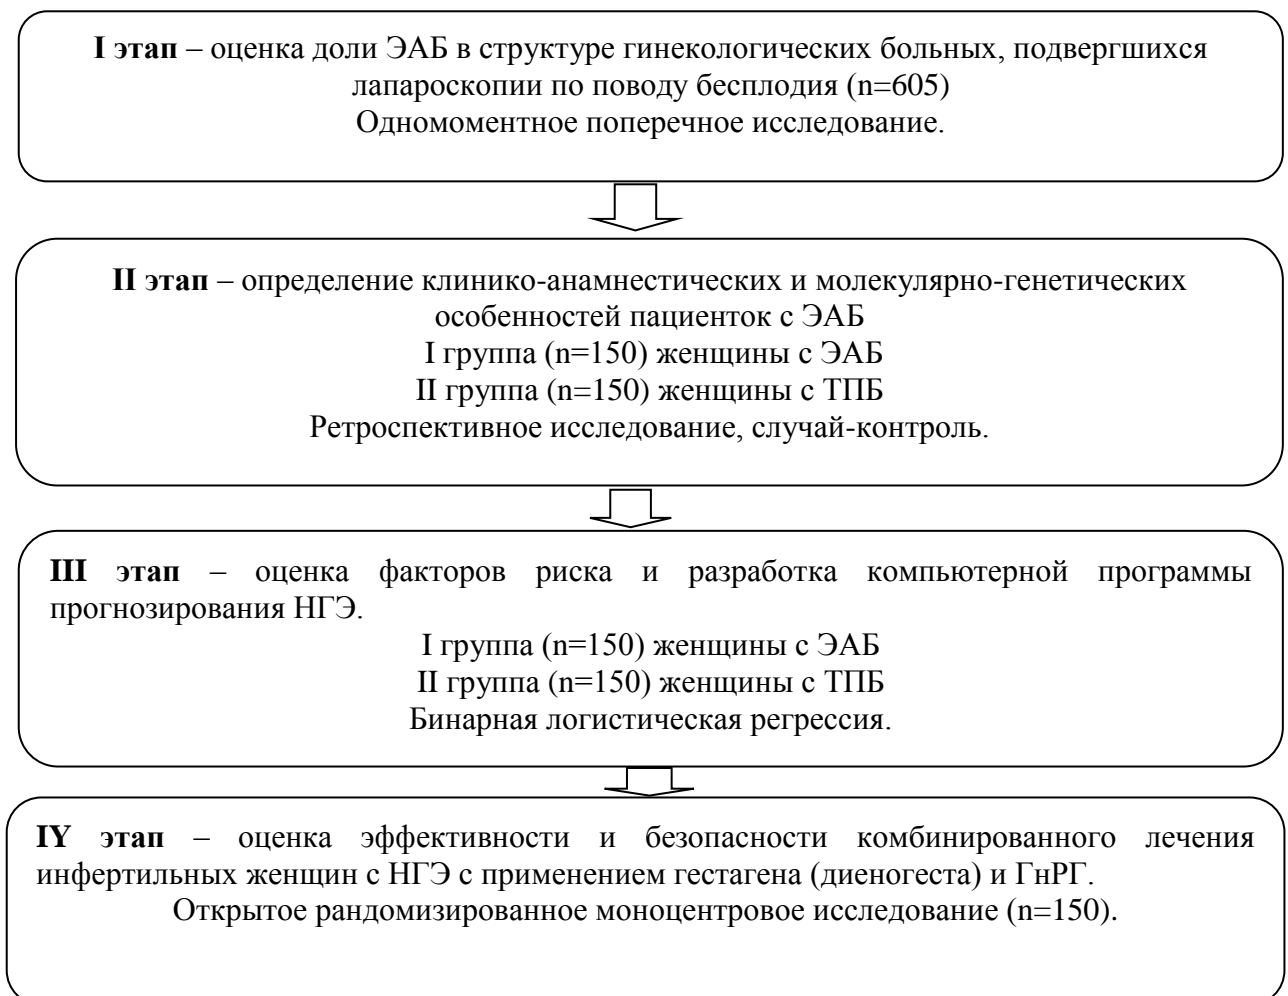 I этап – оценка доли ЭАБ в структуре гинекологических больных, подвергшихся
лапароскопии по поводу бесплодия (n=605)
Одномоментное поперечное исследование.
II этап – определение клинико-анамнестических и молекулярно-генетических
особенностей пациенток с ЭАБ
I группа (n=150) женщины с ЭАБ
II группа (n=150) женщины с ТПБ
Ретроспективное исследование, случай-контроль.
III этап – оценка факторов риска и разработка компьютерной программы
прогнозирования НГЭ.
I группа (n=150) женщины с ЭАБ
II группа (n=150) женщины с ТПБ
Бинарная логистическая регрессия.
IY этап – оценка эффективности и безопасности комбинированного лечения
инфертильных женщин с НГЭ с применением гестагена (диеногеста) и ГнРГ.
Открытое рандомизированное моноцентровое исследование (n=150).